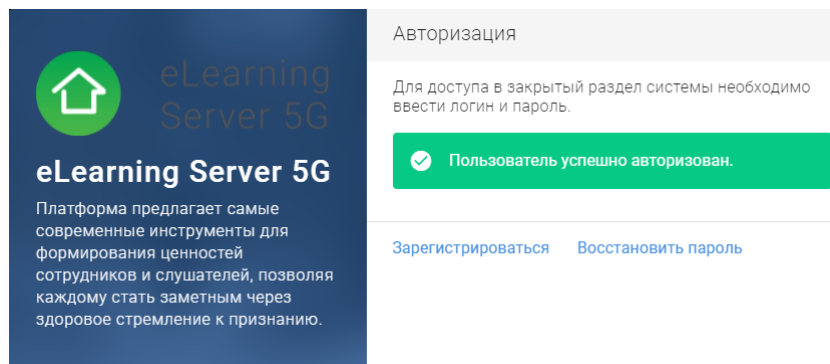 eLearning
Server 5G
eLearning Server 5G
Платформа предлагает самые
современные инструменты для
формирования ценностей
сотрудников и слушателей, позволяя
каждому стать заметным через
здоровое стремление к признанию.
Авторизация
Для доступа в закрытый раздел системы необходимо
ввести логин и пароль.
Пользователь успешно авторизован.
Зарегистрироваться Восстановить пароль